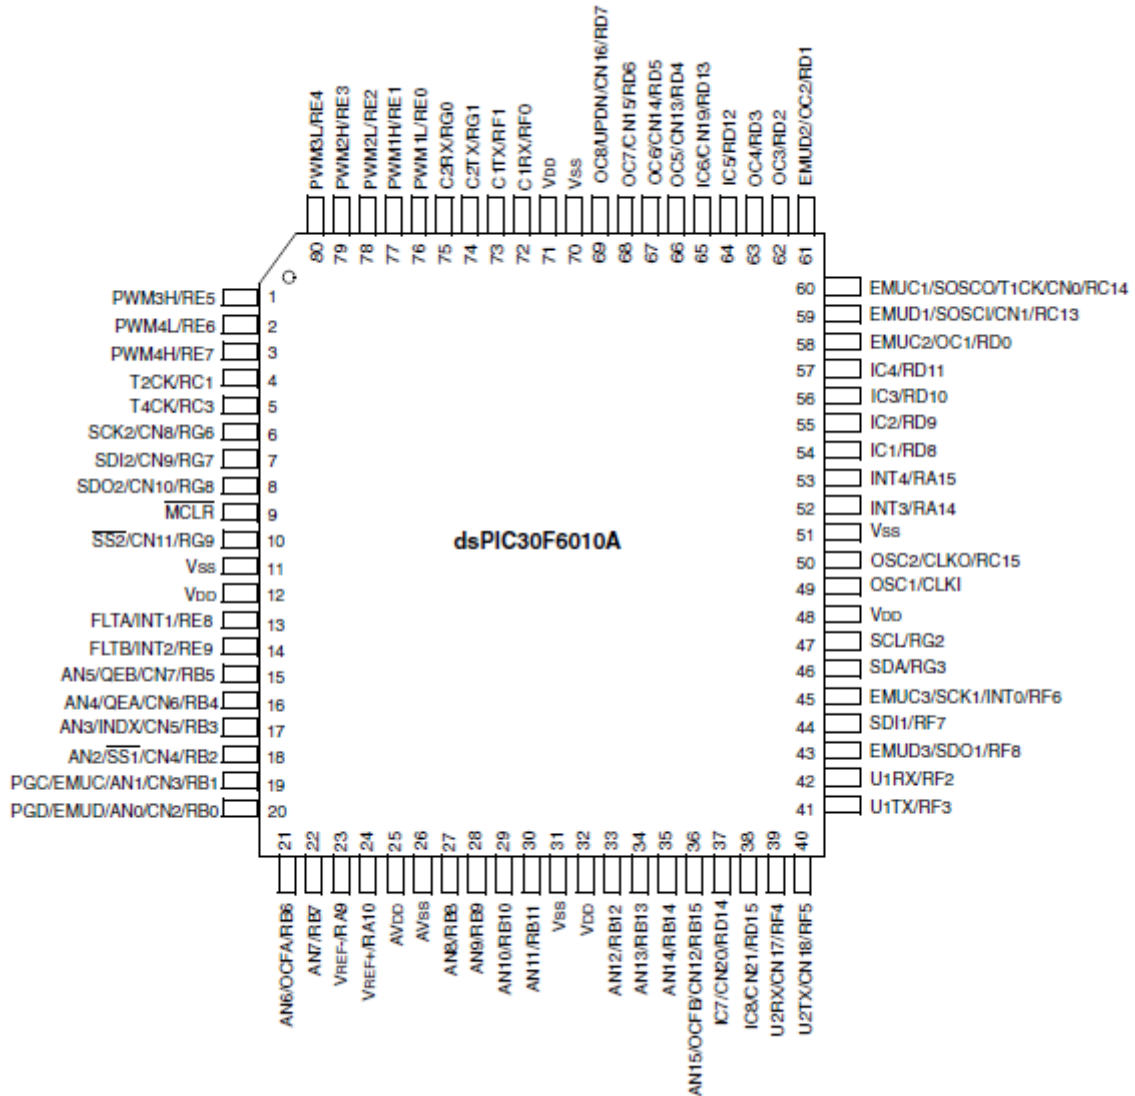 PWM3L/RE4
PWM2H/RE3
PWM2L/RE2
PWM1H/RE1
PWM1L/RE0
C2RX/RG0
C2TX/RG1
C1TX/RF1
C1RX/RF0
VDD
VSS
OC8/UPDN/CN16/RD7
OC7/CN15/RD6
OC6/CN14/RD5
OC5/CN13/RD4
IC6/CN19/RD13
IC5/RD12
OC4/RD3
OC3/RD2
EMUD2/OC2/RD1
80
79
78
77
76
75
74
73
72
71
70
69
68
67
66
65
64
63
62
61
PWM3H/RE5 1
PWM4L/RE6 2
PWM4H/RE7 3
T2CK/RC1 4
T4CK/RC3 5
SCK2/CN8/RG6 6
SDI2/CN9/RG7 7
SDO2/CN10/RG8 8
MCLR 9
SS2/CN11/RG9 10
VSS 11
VDD 12
FLTA/INT1/RE8 13
FLTB/INT2/RE9 14
AN5/QEB/CN7/RB5 15
AN4/QEA/CN6/RB4 16
AN3/INDX/CN5/RB3 17
AN2/SS1/CN4/RB2 18
PGC/EMUC/AN1/CN3/RB1 19
PGD/EMUD/AN0/CN2/RB0 20
dsPIC30F6010A
60 EMUC1/SOSCO/T1CK/CN0/RC14
59 EMUD1/SOSCI/CN1/RC13
58 EMUC2/OC1/RD0
57 IC4/RD11
56 IC3/RD10
55 IC2/RD9
54 IC1/RD8
53 INT4/RA15
52 INT3/RA14
51 VSS
50 OSC2/CLKO/RC15
49 OSC1/CLKI
48 VDD
47 SCL/RG2
46 SDA/RG3
45 EMUC3/SCK1/INT0/RF6
44 SDI1/RF7
43 EMUD3/SDO1/RF8
42 U1RX/RF2
41 U1TX/RF3
21
22
23
24
25
26
27
28
29
30
31
32
33
34
35
36
37
38
39
40
AN6/OCFA/RB6
AN7/RB7
VREF-/RA9
VREF+/RA10
AVDD
AVSS
AN8/RB8
AN9/RB9
AN10/RB10
AN11/RB11
VSS
VDD
AN12/RB12
AN13/RB13
AN14/RB14
AN15/OCFB/CN12/RB15
IC7/CN20/RD14
IC8/CN21/RD15
U2RX/CN17/RF4
U2TX/CN18/RF5